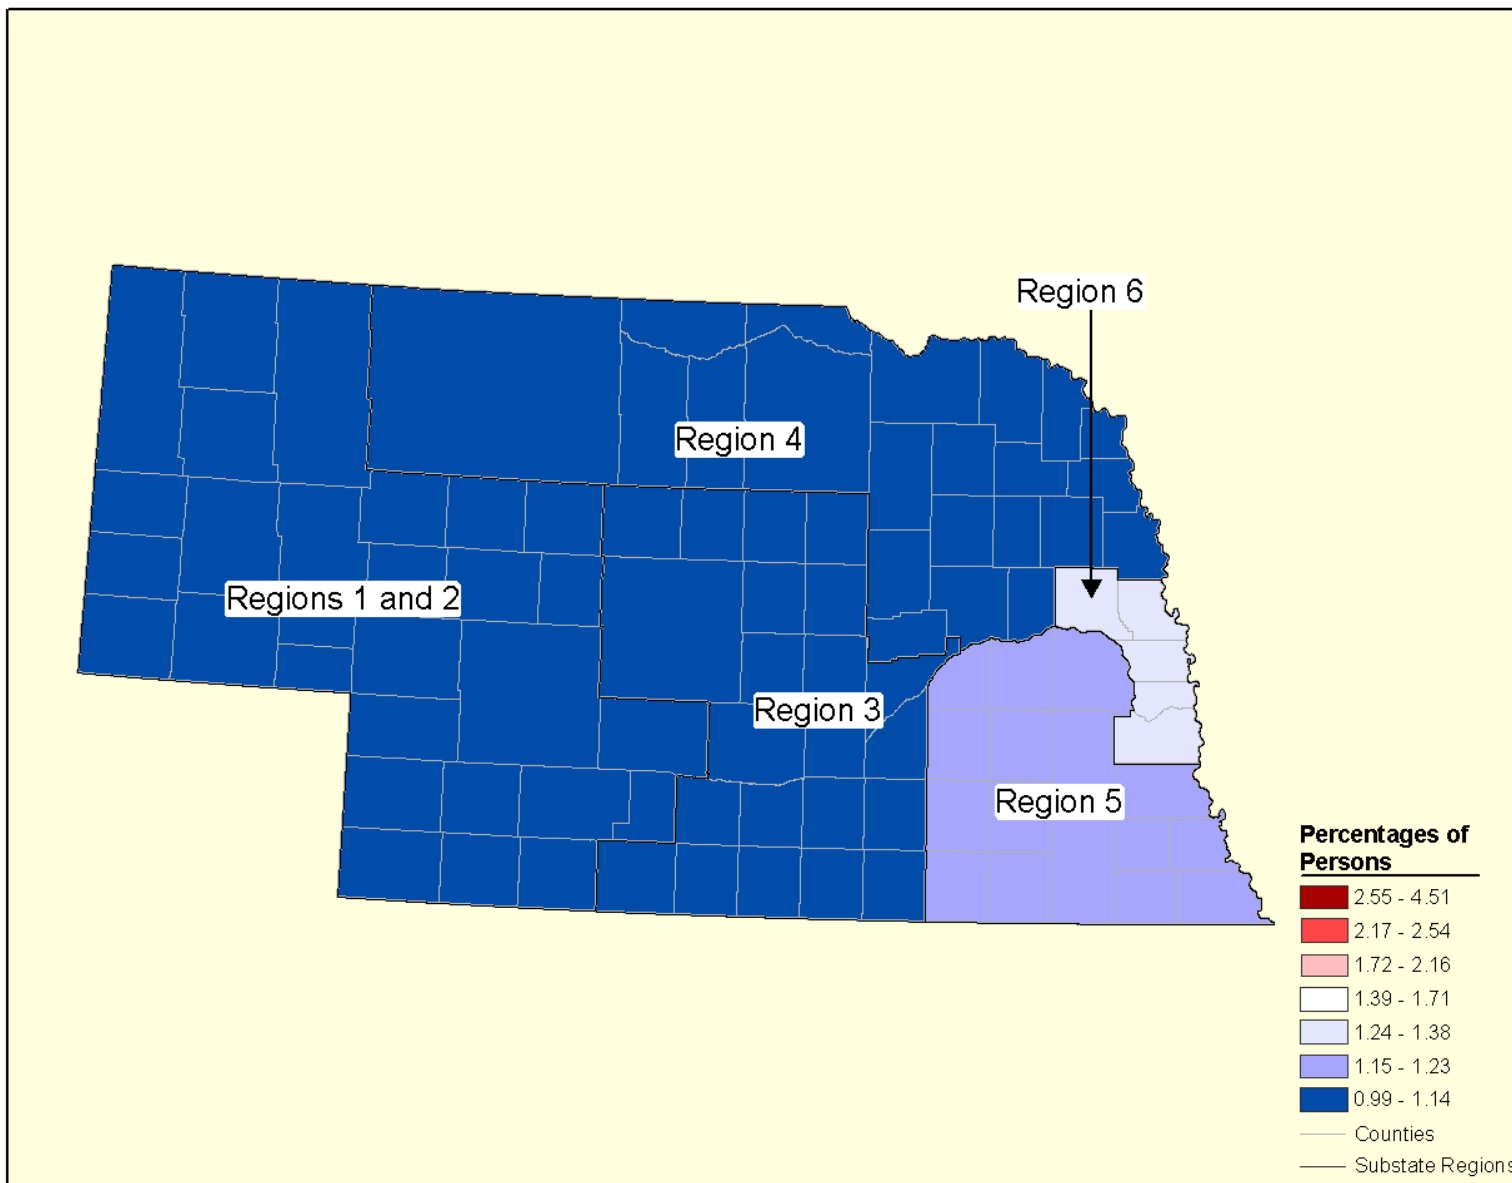 Region 6
Region 4
Regions 1 and 2
Region 3
Region 5
Percentages of
Persons
2.55 - 4.51
2.17 - 2.54
1.72 - 2.16
1.39 - 1.71
1.24 - 1.38
1.15 - 1.23
0.99 - 1.14
Counties
Substate Regions